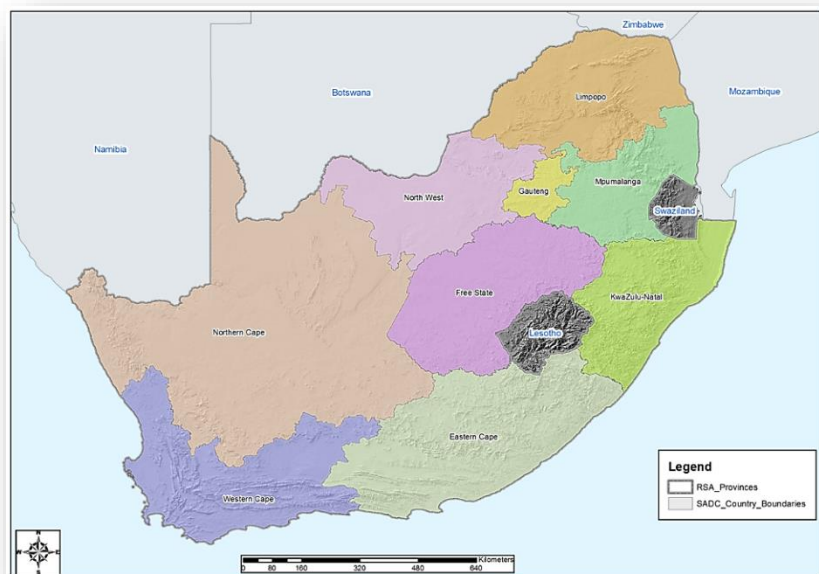 Zimbabwe
Botswana
Mozambique
Limpopo
Namibia
North West
Gauteng
Mpumalanga
Swaziland
Free State
KwaZulu-Natal
Northern Cape
Lesotho
Eastern Cape
Western Cape
Legend
RSA_Provinces
SADC_Country_Boundaries
N
W E
S
Kilometers
0 80 160 320 480 640